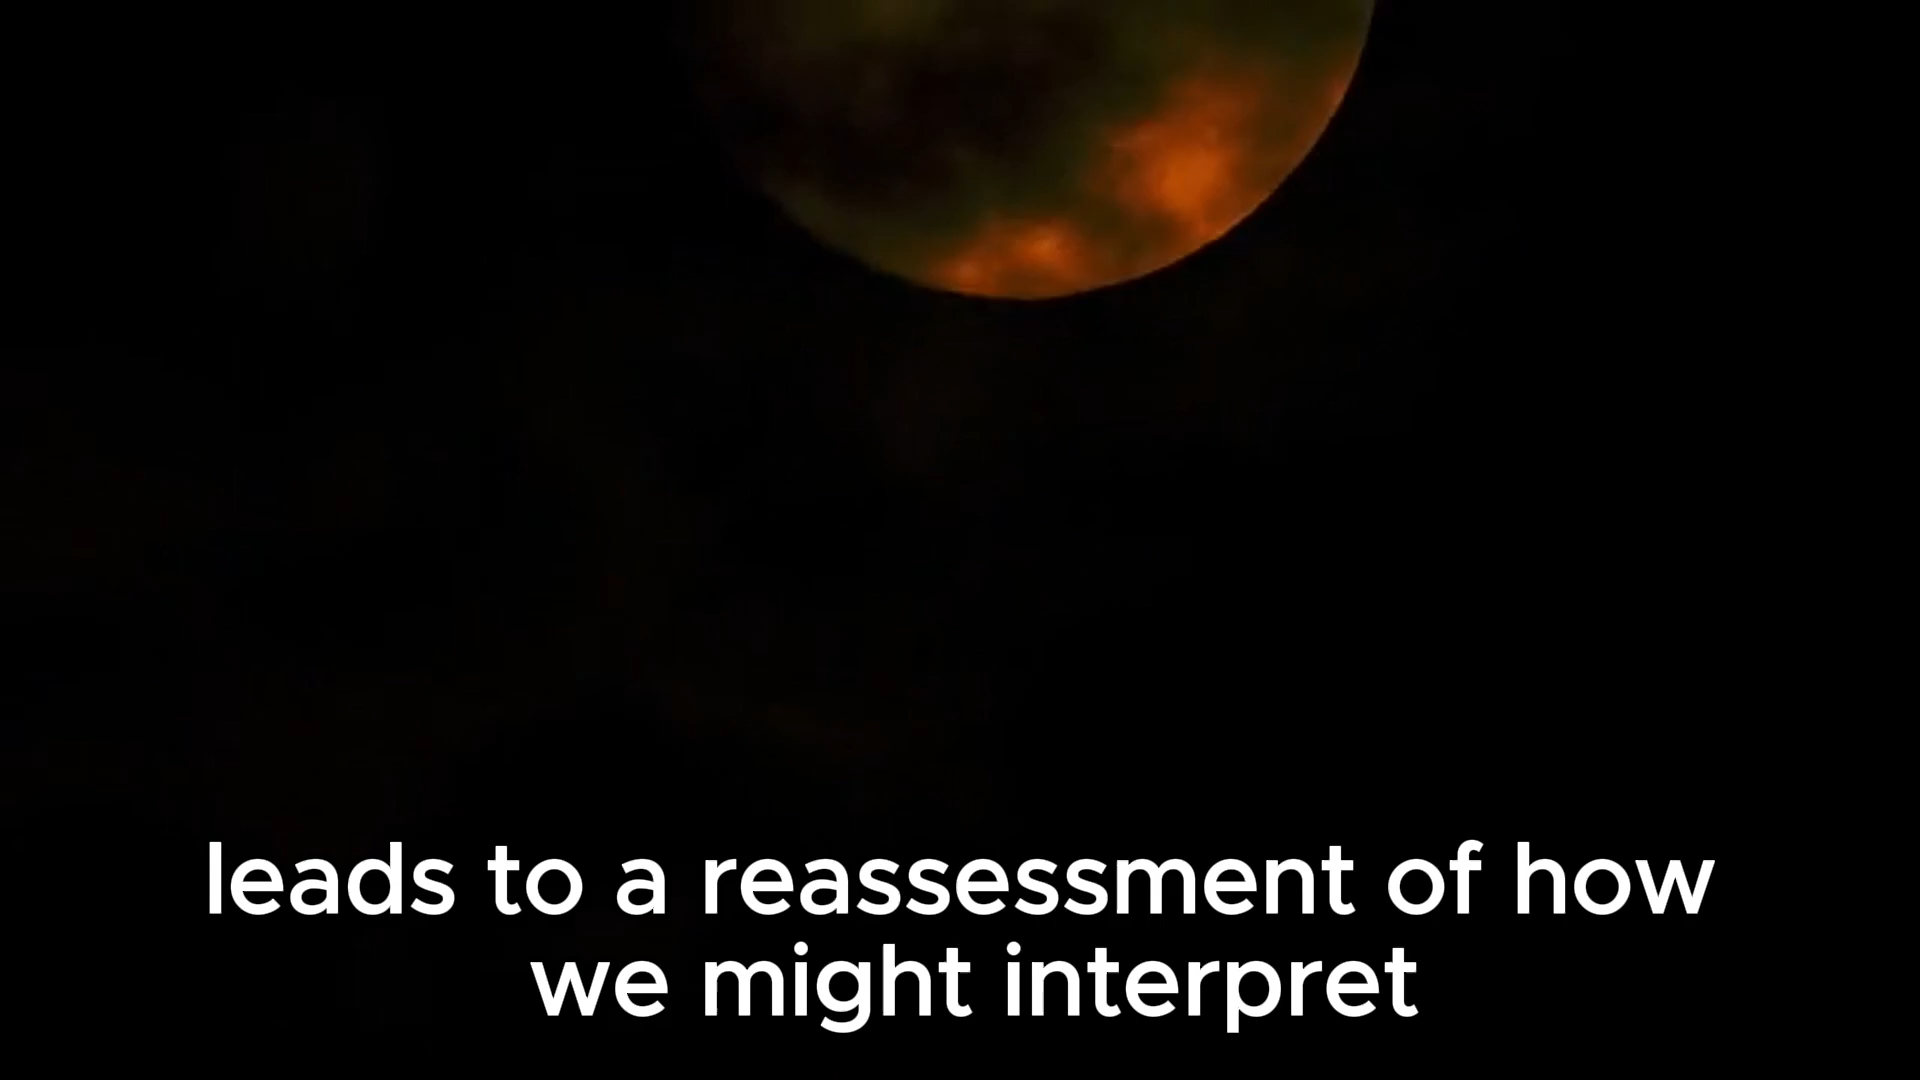 leads to a reassessment of how
we might interpret